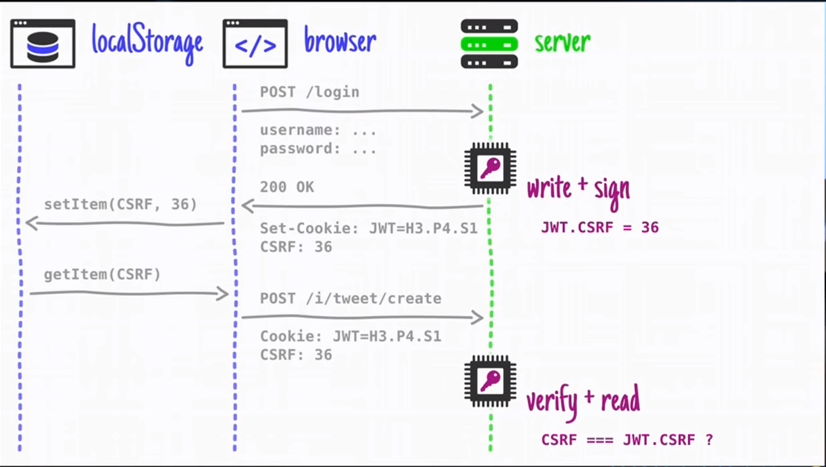 localStorage
</>
browser
server
POST /login
username: ...
password: ...
write + sign
200 OK
setItem(CSRF, 36)
JWT.CSRF = 36
Set-Cookie: JWT=H3.P4.S1
CSRF: 36
getItem(CSRF)
POST /i/tweet/create
Cookie: JWT=H3.P4.S1
CSRF: 36
verify + read
CSRF === JWT.CSRF ?